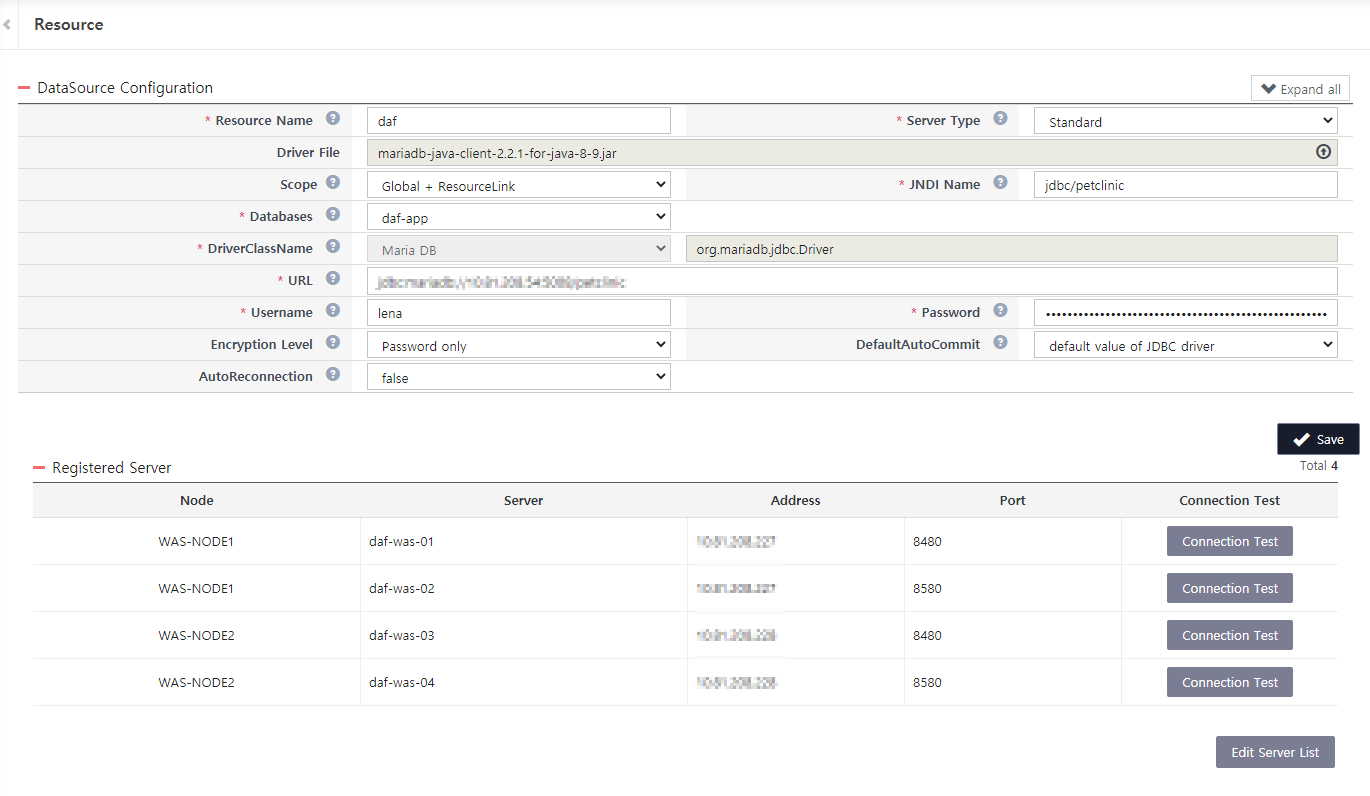 Resource
DataSource Configuration
Expand all
* Resource Name
daf
* Server Type
Standard
Driver File
mariadb-java-client-2.2.1-for-java-8-9.jar
Scope
Global + ResourceLink
* JNDI Name
jdbc/petclinic
* Databases
daf-app
* DriverClassName
Maria DB
org.mariadb.jdbc.Driver
* URL
* Username
lena
* Password
Encryption Level
Password only
DefaultAutoCommit
default value of JDBC driver
AutoReconnection
false
Save
Registered Server
Total 4
Node Server Address Port Connection Test
WAS-NODE1 daf-was-01 8480 Connection Test
WAS-NODE1 daf-was-02 8580 Connection Test
WAS-NODE2 daf-was-03 8480 Connection Test
WAS-NODE2 daf-was-04 8580 Connection Test
Edit Server List